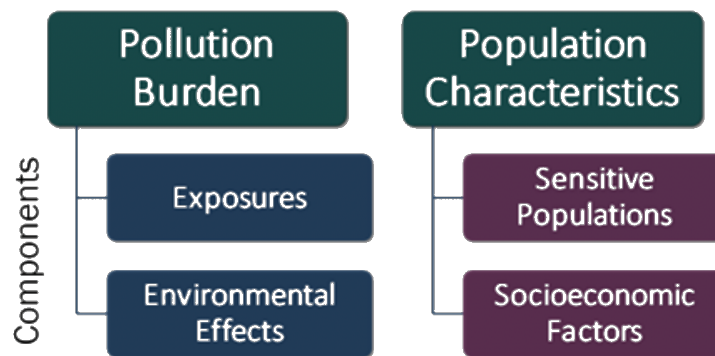 Pollution
Burden
Population
Characteristics
Components
Exposures
Environmental
Effects
Sensitive
Populations
Socioeconomic
Factors